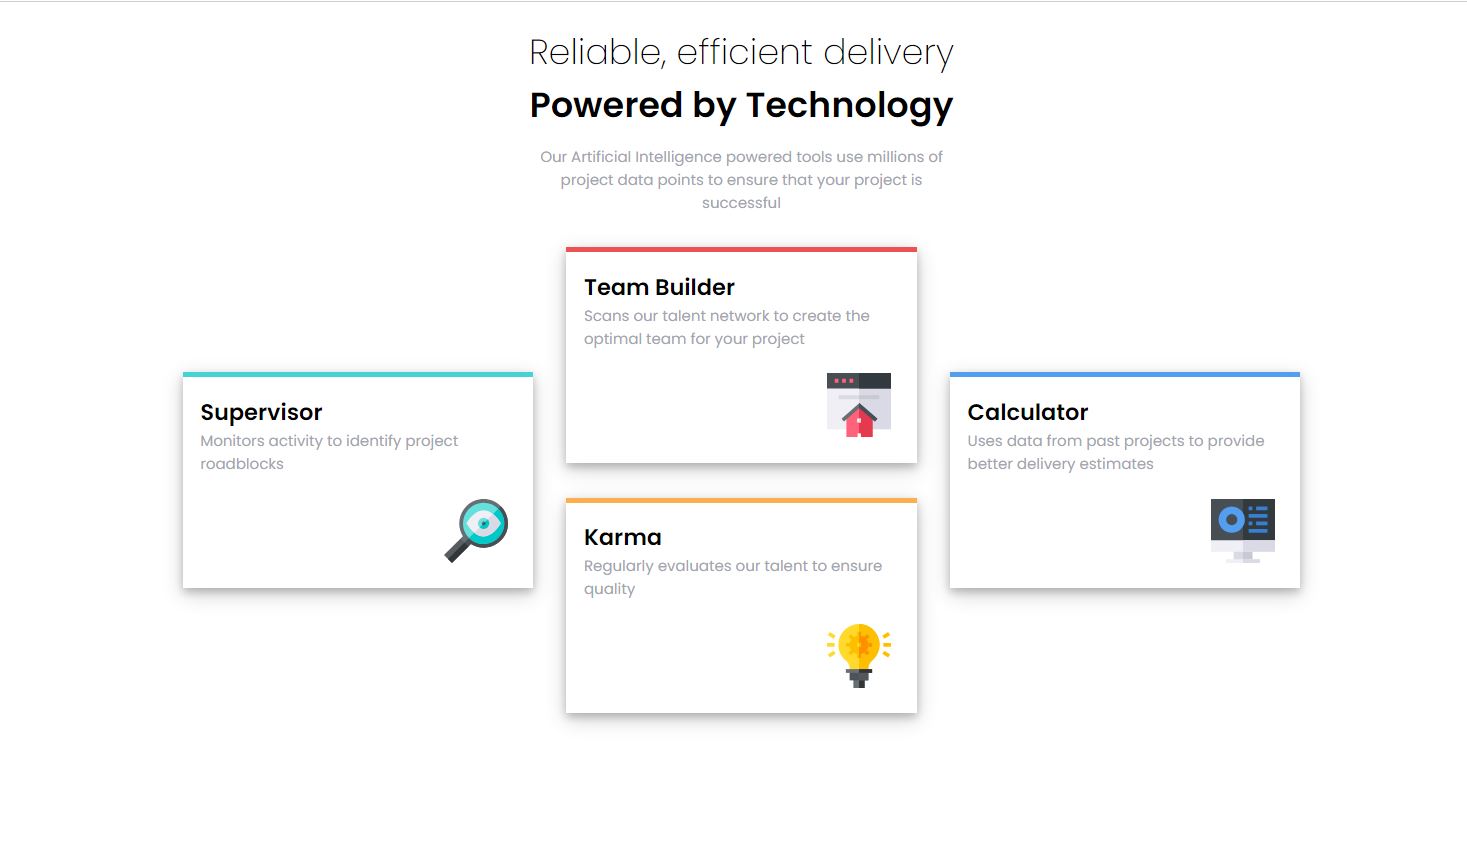 Reliable, efficient delivery
Powered by Technology
Our Artificial Intelligence powered tools use millions of
project data points to ensure that your project is
successful
Team Builder
Scans our talent network to create the
optimal team for your project
Supervisor
Monitors activity to identify project
roadblocks
Calculator
Uses data from past projects to provide
better delivery estimates
Karma
Regularly evaluates our talent to ensure
quality